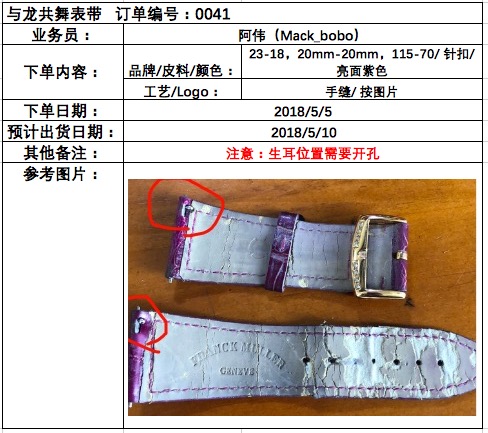 与龙共舞表带 订单编号：0041
业务员： 阿伟（Mack_bobo）
下单内容： 品牌/皮料/颜色： 23-18，20mm-20mm，115-70/ 针扣/
亮面紫色
工艺/Logo： 手缝/ 按图片
下单日期： 2018/5/5
预计出货日期： 2018/5/10
其他备注： 注意：生耳位置需要开孔
参考图片：
FRANCK MULLER
GENEVE